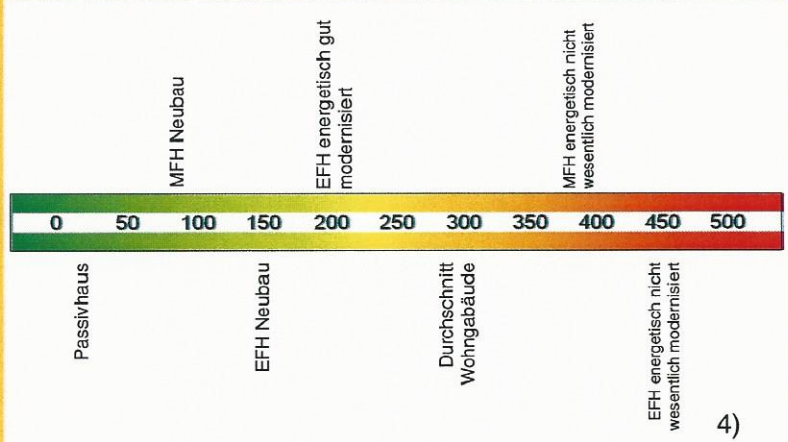 MFH Neubau
EFH energetisch gut
modernisiert
MFH energetisch nicht
wesentlich modernisiert
0 50 100 150 200 250 300 350 400 450 500
Passivhaus
EFH Neubau
Durchschnitt
Wohngabäude
EFH energetisch nicht
wesentlich modernisiert
4)